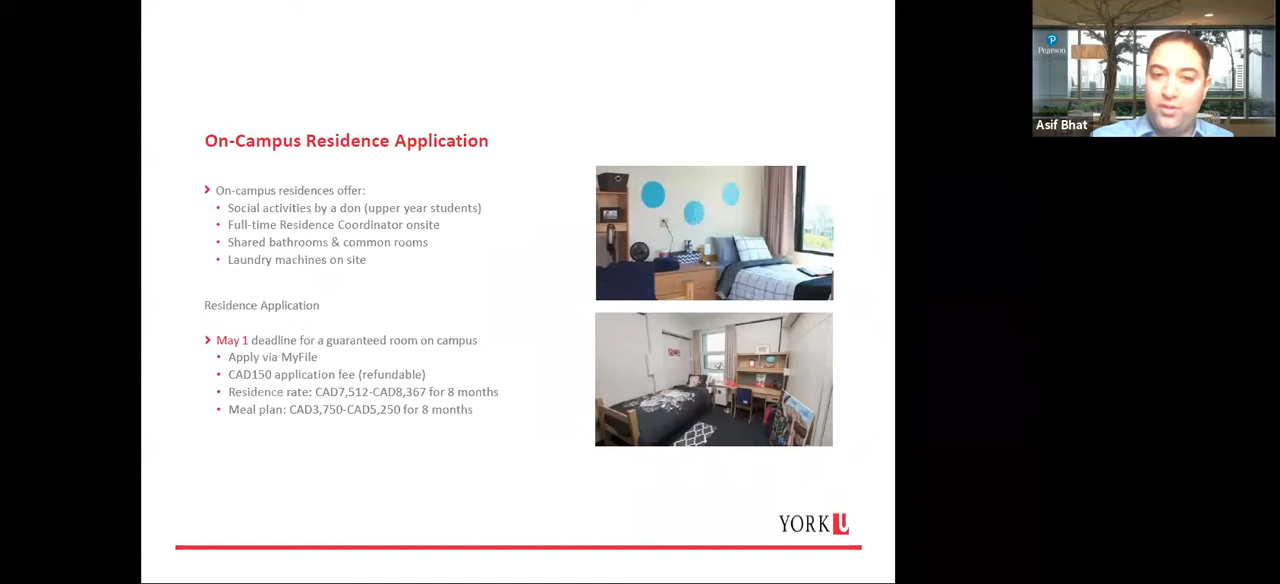 On-Campus Residence Application
On-campus residences offer:
• Social activities by a don (upper year students)
• Full-time Residence Coordinator onsite
• Shared bathrooms & common rooms
• Laundry machines on site
Residence Application
May 1 deadline for a guaranteed room on campus
• Apply via MyFile
• CAD150 application fee (refundable)
• Residence rate: CAD7,512-CAD8,367 for 8 months
• Meal plan: CAD3,750-CAD5,250 for 8 months
YORK U
P
Pearson
Asif Bhat